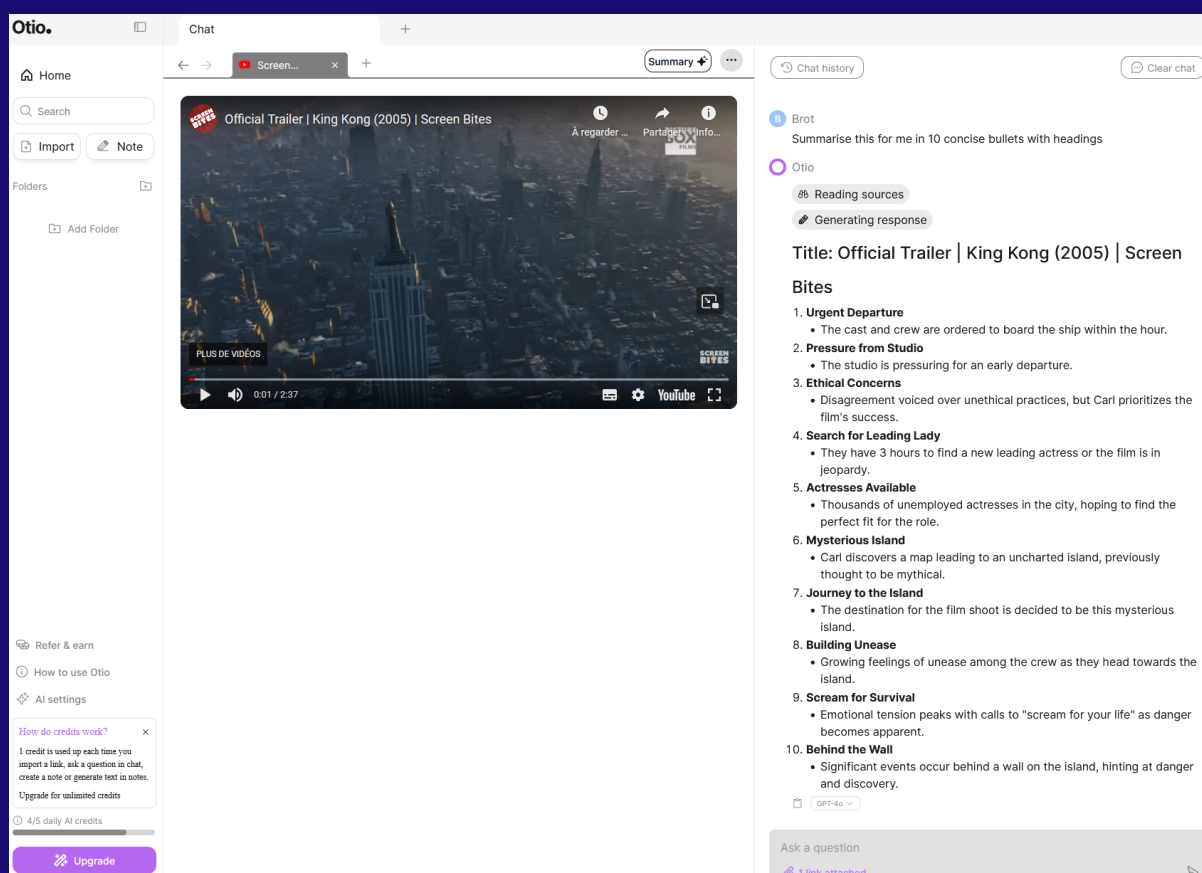 Otio.
Chat
Home
Search
Import
Note
Folders
Add Folder
Refer & earn
How to use Otio
AI settings
How do credits work?
1 credit is used up each time you
import a link, ask a question in chat,
create a note or generate text in notes.
Upgrade for unlimited credits
4/5 daily AI credits
Upgrade
Screen...
Summary
SCREEN BITES
Official Trailer | King Kong (2005) | Screen Bites
À regarder ...
Partager
Info...
BOX
FILMS
PLUS DE VIDÉOS
SCREEN
BITES
0:01 / 2:37
YouTube
Chat history
Clear chat
B Brot
Summarise this for me in 10 concise bullets with headings
Otio
Reading sources
Generating response
Title: Official Trailer | King Kong (2005) | Screen
Bites
1. Urgent Departure
• The cast and crew are ordered to board the ship within the hour.
2. Pressure from Studio
• The studio is pressuring for an early departure.
3. Ethical Concerns
• Disagreement voiced over unethical practices, but Carl prioritizes the
film's success.
4. Search for Leading Lady
• They have 3 hours to find a new leading actress or the film is in
jeopardy.
5. Actresses Available
• Thousands of unemployed actresses in the city, hoping to find the
perfect fit for the role.
6. Mysterious Island
• Carl discovers a map leading to an uncharted island, previously
thought to be mythical.
7. Journey to the Island
• The destination for the film shoot is decided to be this mysterious
island.
8. Building Unease
• Growing feelings of unease among the crew as they head towards the
island.
9. Scream for Survival
• Emotional tension peaks with calls to "scream for your life" as danger
becomes apparent.
10. Behind the Wall
• Significant events occur behind a wall on the island, hinting at danger
and discovery.
GPT-4o
Ask a question
1 link attached